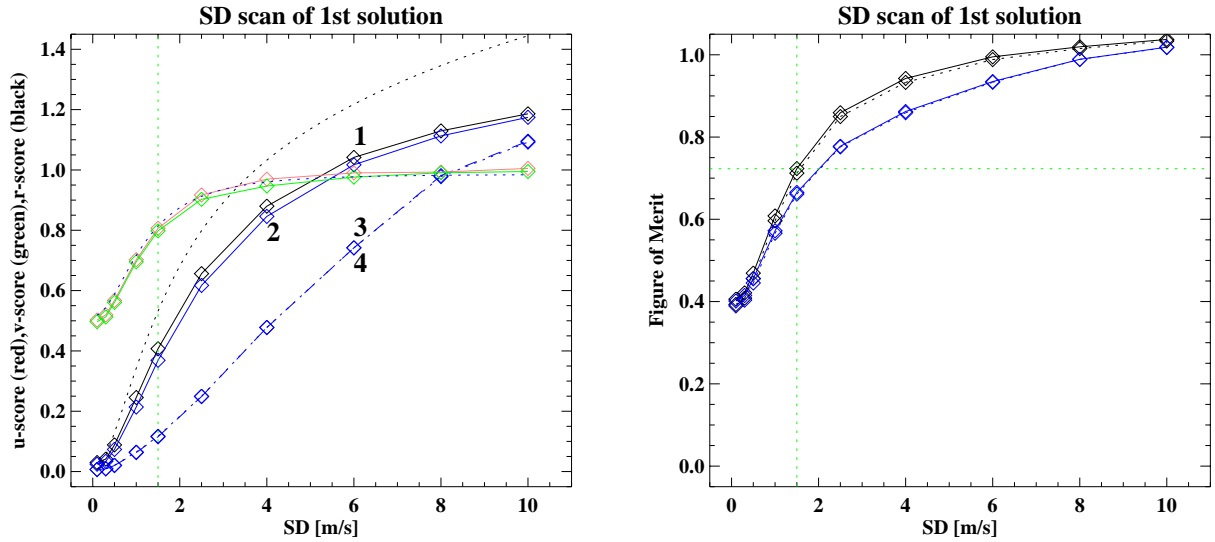 SD scan of 1st solution
u-score (red),v-score (green),r-score (black
1.4
1.2
1.0
0.8
0.6
0.4
0.2
0.0
1
2
3
4
0 2 4 6 8 10
SD [m/s]
SD scan of 1st solution
Figure of Merit
1.0
0.8
0.6
0.4
0.2
0.0
0 2 4 6 8 10
SD [m/s]